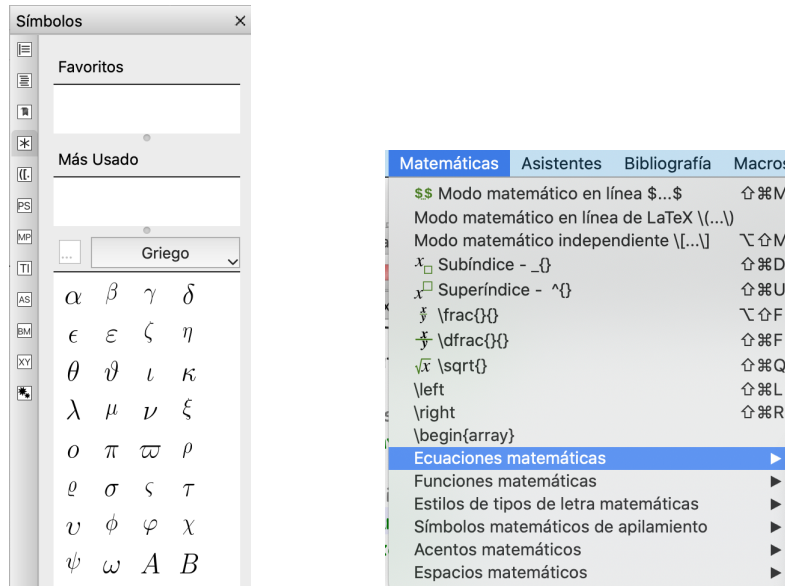 Símbolos ×
Favoritos
Más Usado
... Griego
α β γ δ
ϵ ε ζ η
θ ϑ ι κ
λ μ ν ξ
ο π ϖ ρ
ϱ σ ς τ
υ ϕ φ χ
ψ ω A B
PS
MP
TI
AS
BM
XY
Matemáticas Asistentes Bibliografía Macros
$$ Modo matemático en línea $...$ ⇧⌘M
Modo matemático en línea de LaTeX \(...\)
Modo matemático independiente \[...\] ⌥⇧M
x□ Subíndice - _{} ⇧⌘D
x□ Superíndice - ^{} ⇧⌘U
x/y \frac{}{} ⌥⇧F
x/y \dfrac{}{} ⇧⌘F
√x \sqrt{} ⇧⌘Q
\left ⇧⌘L
\right ⇧⌘R
\begin{array}
Ecuaciones matemáticas ▶
Funciones matemáticas ▶
Estilos de tipos de letra matemáticas ▶
Símbolos matemáticos de apilamiento ▶
Acentos matemáticos ▶
Espacios matemáticos ▶